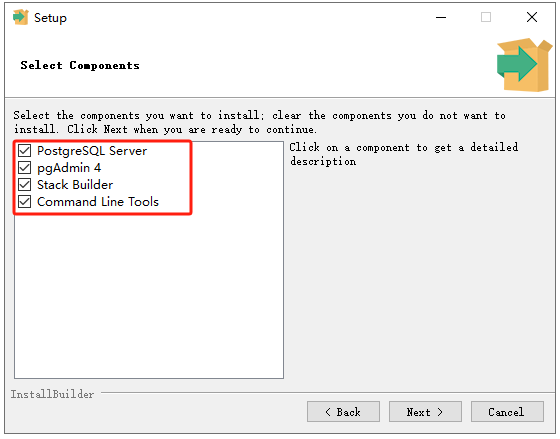 Setup
Select Components
Select the components you want to install; clear the components you do not want to
install. Click Next when you are ready to continue.
PostgreSQL Server
pgAdmin 4
Stack Builder
Command Line Tools
Click on a component to get a detailed
description
InstallBuilder
< Back
Next >
Cancel